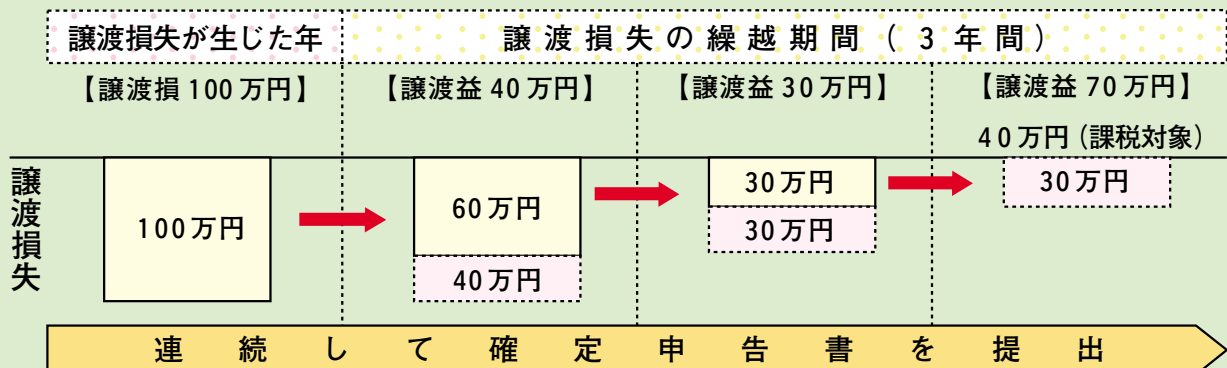 譲渡損失が生じた年
譲渡損失の繰越期間(3年間)
【譲渡損100万円】
【譲渡益40万円】
【譲渡益30万円】
【譲渡益70万円】
40万円(課税対象)
譲渡損失
100万円
60万円
40万円
30万円
30万円
30万円
連続して確定申告書を提出